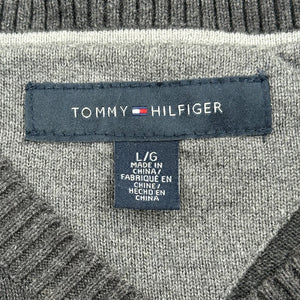 TOMMY HILFIGER
L/G
MADE IN
CHINA/
FABRIQUÉ EN
CHINE/
HECHO EN
CHINA